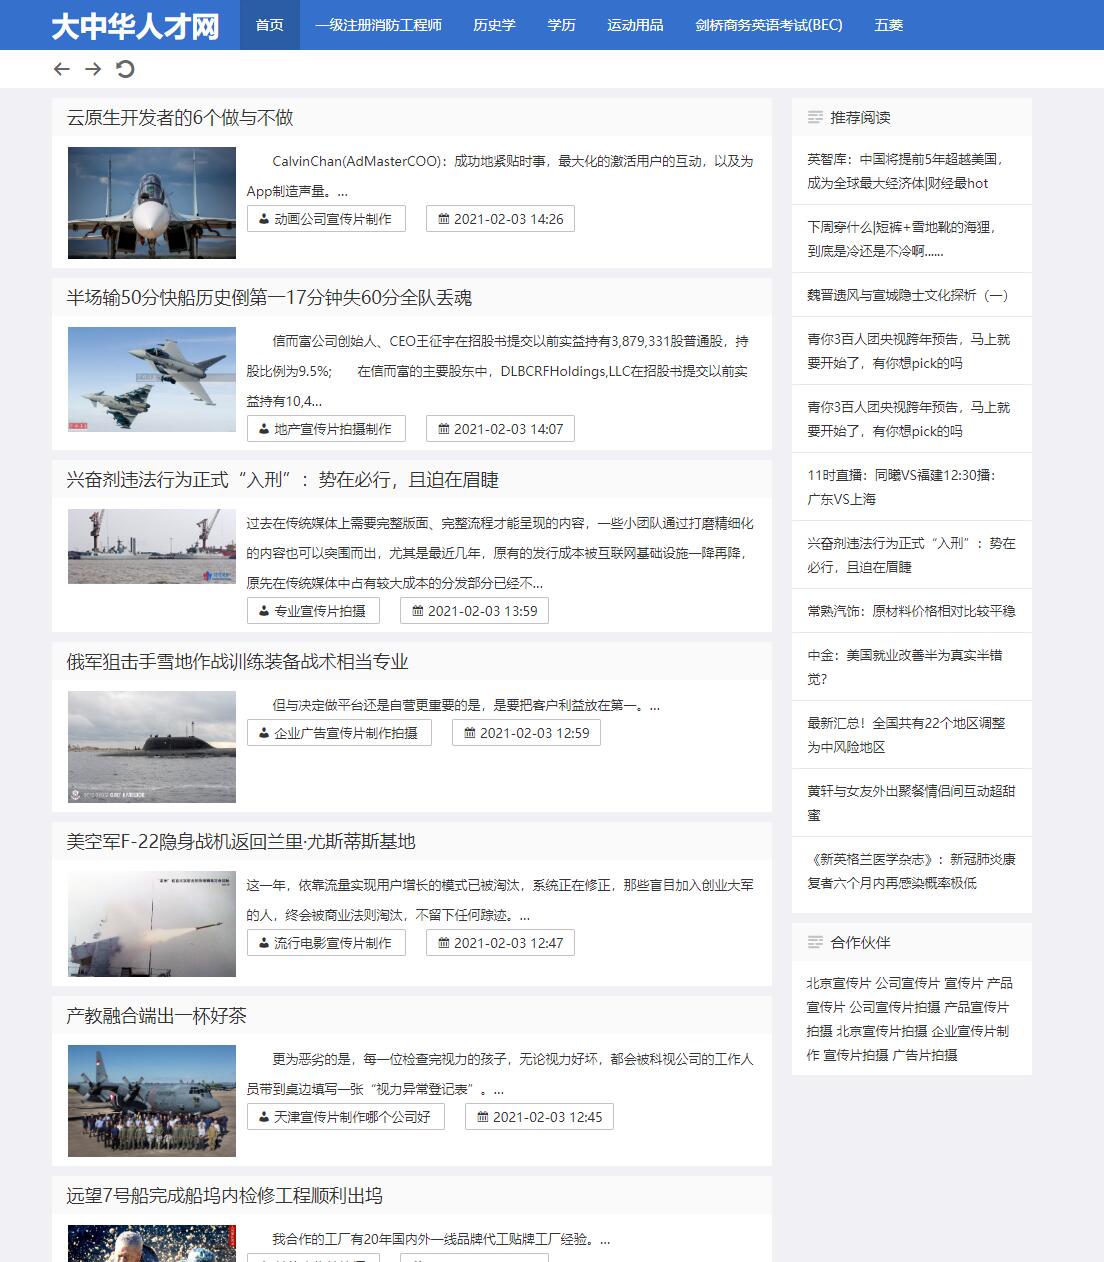 大中华人才网 首页 一级注册消防工程师 历史学 学历 运动用品 剑桥商务英语考试(BEC) 五菱
云原生开发者的6个做与不做
CalvinChan(AdMasterCOO)：成功地紧贴时事，最大化的激活用户的互动，以及为
App制造声量。...
动画公司宣传片制作 2021-02-03 14:26
半场输50分快船历史倒第一17分钟失60分全队丢魂
信而富公司创始人、CEO王征宇在招股书提交以前实益持有3,879,331股普通股，持
股比例为9.5%; 在信而富的主要股东中，DLBCRFHoldings,LLC在招股书提交以前实
益持有10,4...
地产宣传片拍摄制作 2021-02-03 14:07
兴奋剂违法行为正式“入刑”：势在必行，且迫在眉睫
过去在传统媒体上需要完整版面、完整流程才能呈现的内容，一些小团队通过打磨精细化
的内容也可以突围而出，尤其是最近几年，原有的发行成本被互联网基础设施一降再降，
原先在传统媒体中占有较大成本的分发部分已经不...
专业宣传片拍摄 2021-02-03 13:59
俄军狙击手雪地作战训练装备战术相当专业
但与决定做平台还是自营更重要的是，是要把客户利益放在第一。...
企业广告宣传片制作拍摄 2021-02-03 12:59
美空军F-22隐身战机返回兰里·尤斯蒂斯基地
这一年，依靠流量实现用户增长的模式已被淘汰，系统正在修正，那些盲目加入创业大军
的人，终会被商业法则淘汰，不留下任何踪迹。...
流行电影宣传片制作 2021-02-03 12:47
产教融合端出一杯好茶
更为恶劣的是，每一位检查完视力的孩子，无论视力好坏，都会被科视公司的工作人
员带到桌边填写一张“视力异常登记表”。...
天津宣传片制作哪个公司好 2021-02-03 12:45
远望7号船完成船坞内检修工程顺利出坞
我合作的工厂有20年国内外一线品牌代工贴牌工厂经验。...
推荐阅读
英智库：中国将提前5年超越美国，
成为全球最大经济体|财经最hot
下周穿什么|短裤+雪地靴的海狸，
到底是冷还是不冷啊......
魏晋遗风与宣城隐士文化探析（一）
青你3百人团央视跨年预告，马上就
要开始了，有你想pick的吗
青你3百人团央视跨年预告，马上就
要开始了，有你想pick的吗
11时直播：同曦VS福建12:30播：
广东VS上海
兴奋剂违法行为正式“入刑”：势在
必行，且迫在眉睫
常熟汽饰：原材料价格相对比较平稳
中金：美国就业改善半为真实半错
觉？
最新汇总！全国共有22个地区调整
为中风险地区
黄轩与女友外出聚餐情侣间互动超甜
蜜
《新英格兰医学杂志》：新冠肺炎康
复者六个月内再感染概率极低
合作伙伴
北京宣传片 公司宣传片 宣传片 产品
宣传片 公司宣传片拍摄 产品宣传片
拍摄 北京宣传片拍摄 企业宣传片制
作 宣传片拍摄 广告片拍摄